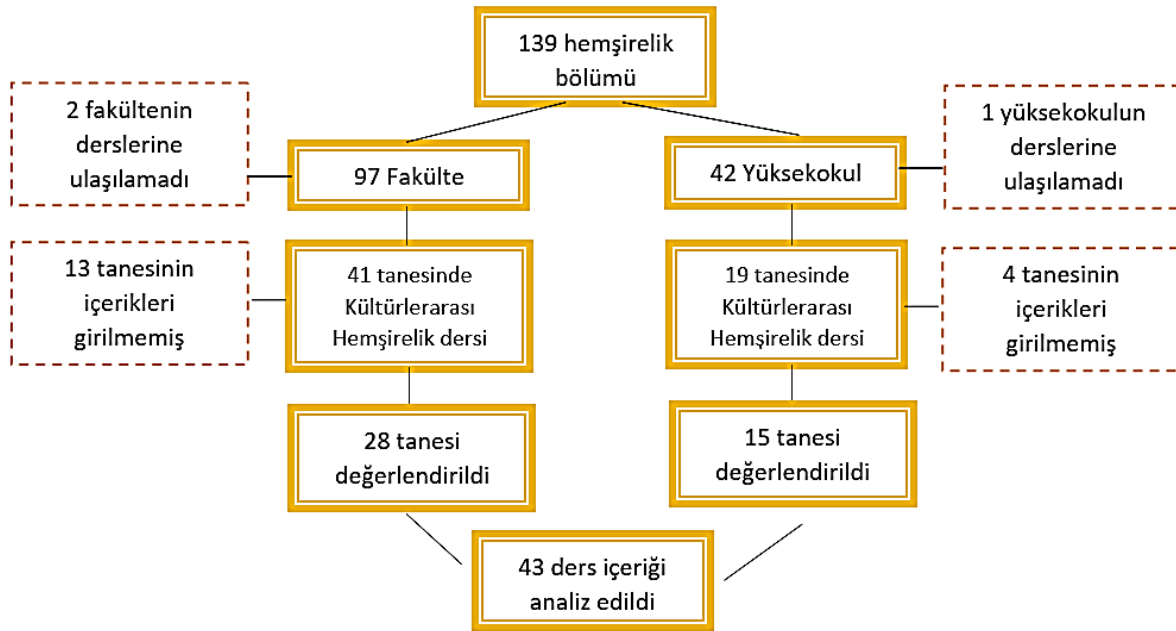 139 hemşirelik
bölümü
2 fakültenin
derslerine
ulaşılamadı
97 Fakülte
42 Yüksekokul
1 yüksekokulun
derslerine
ulaşılamadı
13 tanesinin
içerikleri
girilmemiş
41 tanesinde
Kültürlerarası
Hemşirelik dersi
19 tanesinde
Kültürlerarası
Hemşirelik dersi
4 tanesinin
içerikleri
girilmemiş
28 tanesi
değerlendirildi
15 tanesi
değerlendirildi
43 ders içeriği
analiz edildi